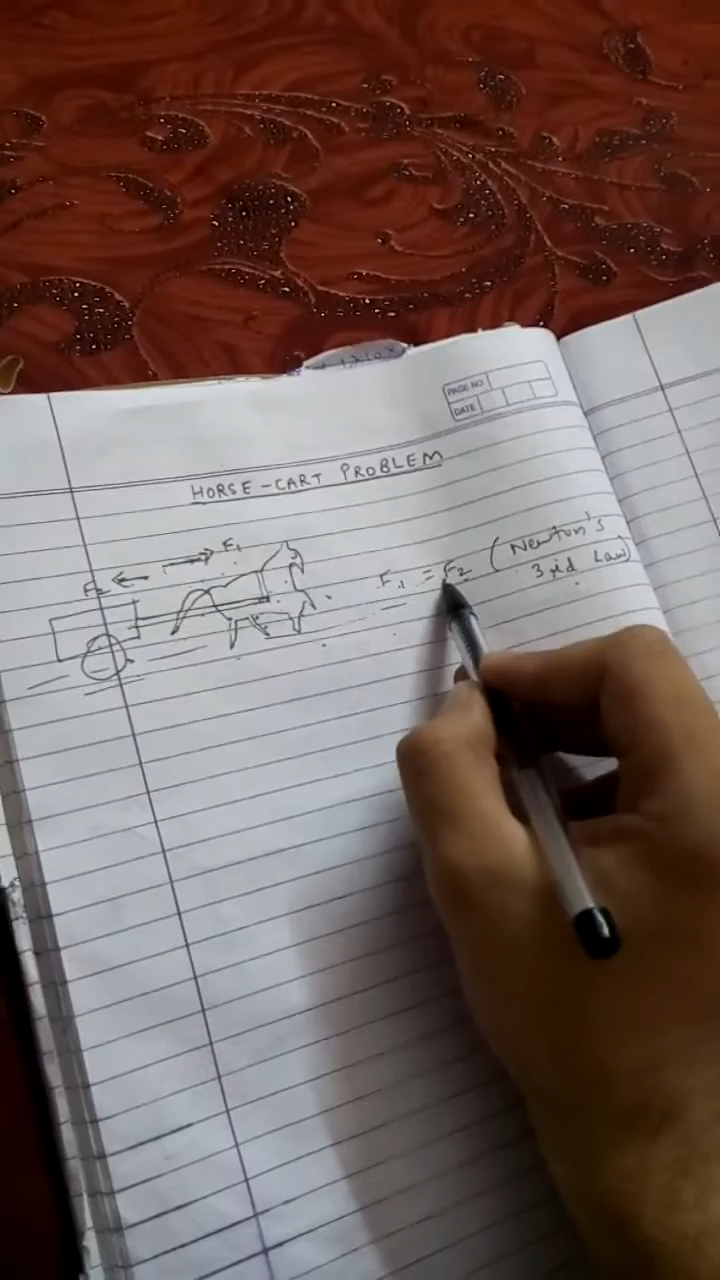 PAGE NO
DATE
HORSE-CART PROBLEM
F₂ F₁
F₁ = F₂ (Newton's
3rd Law)